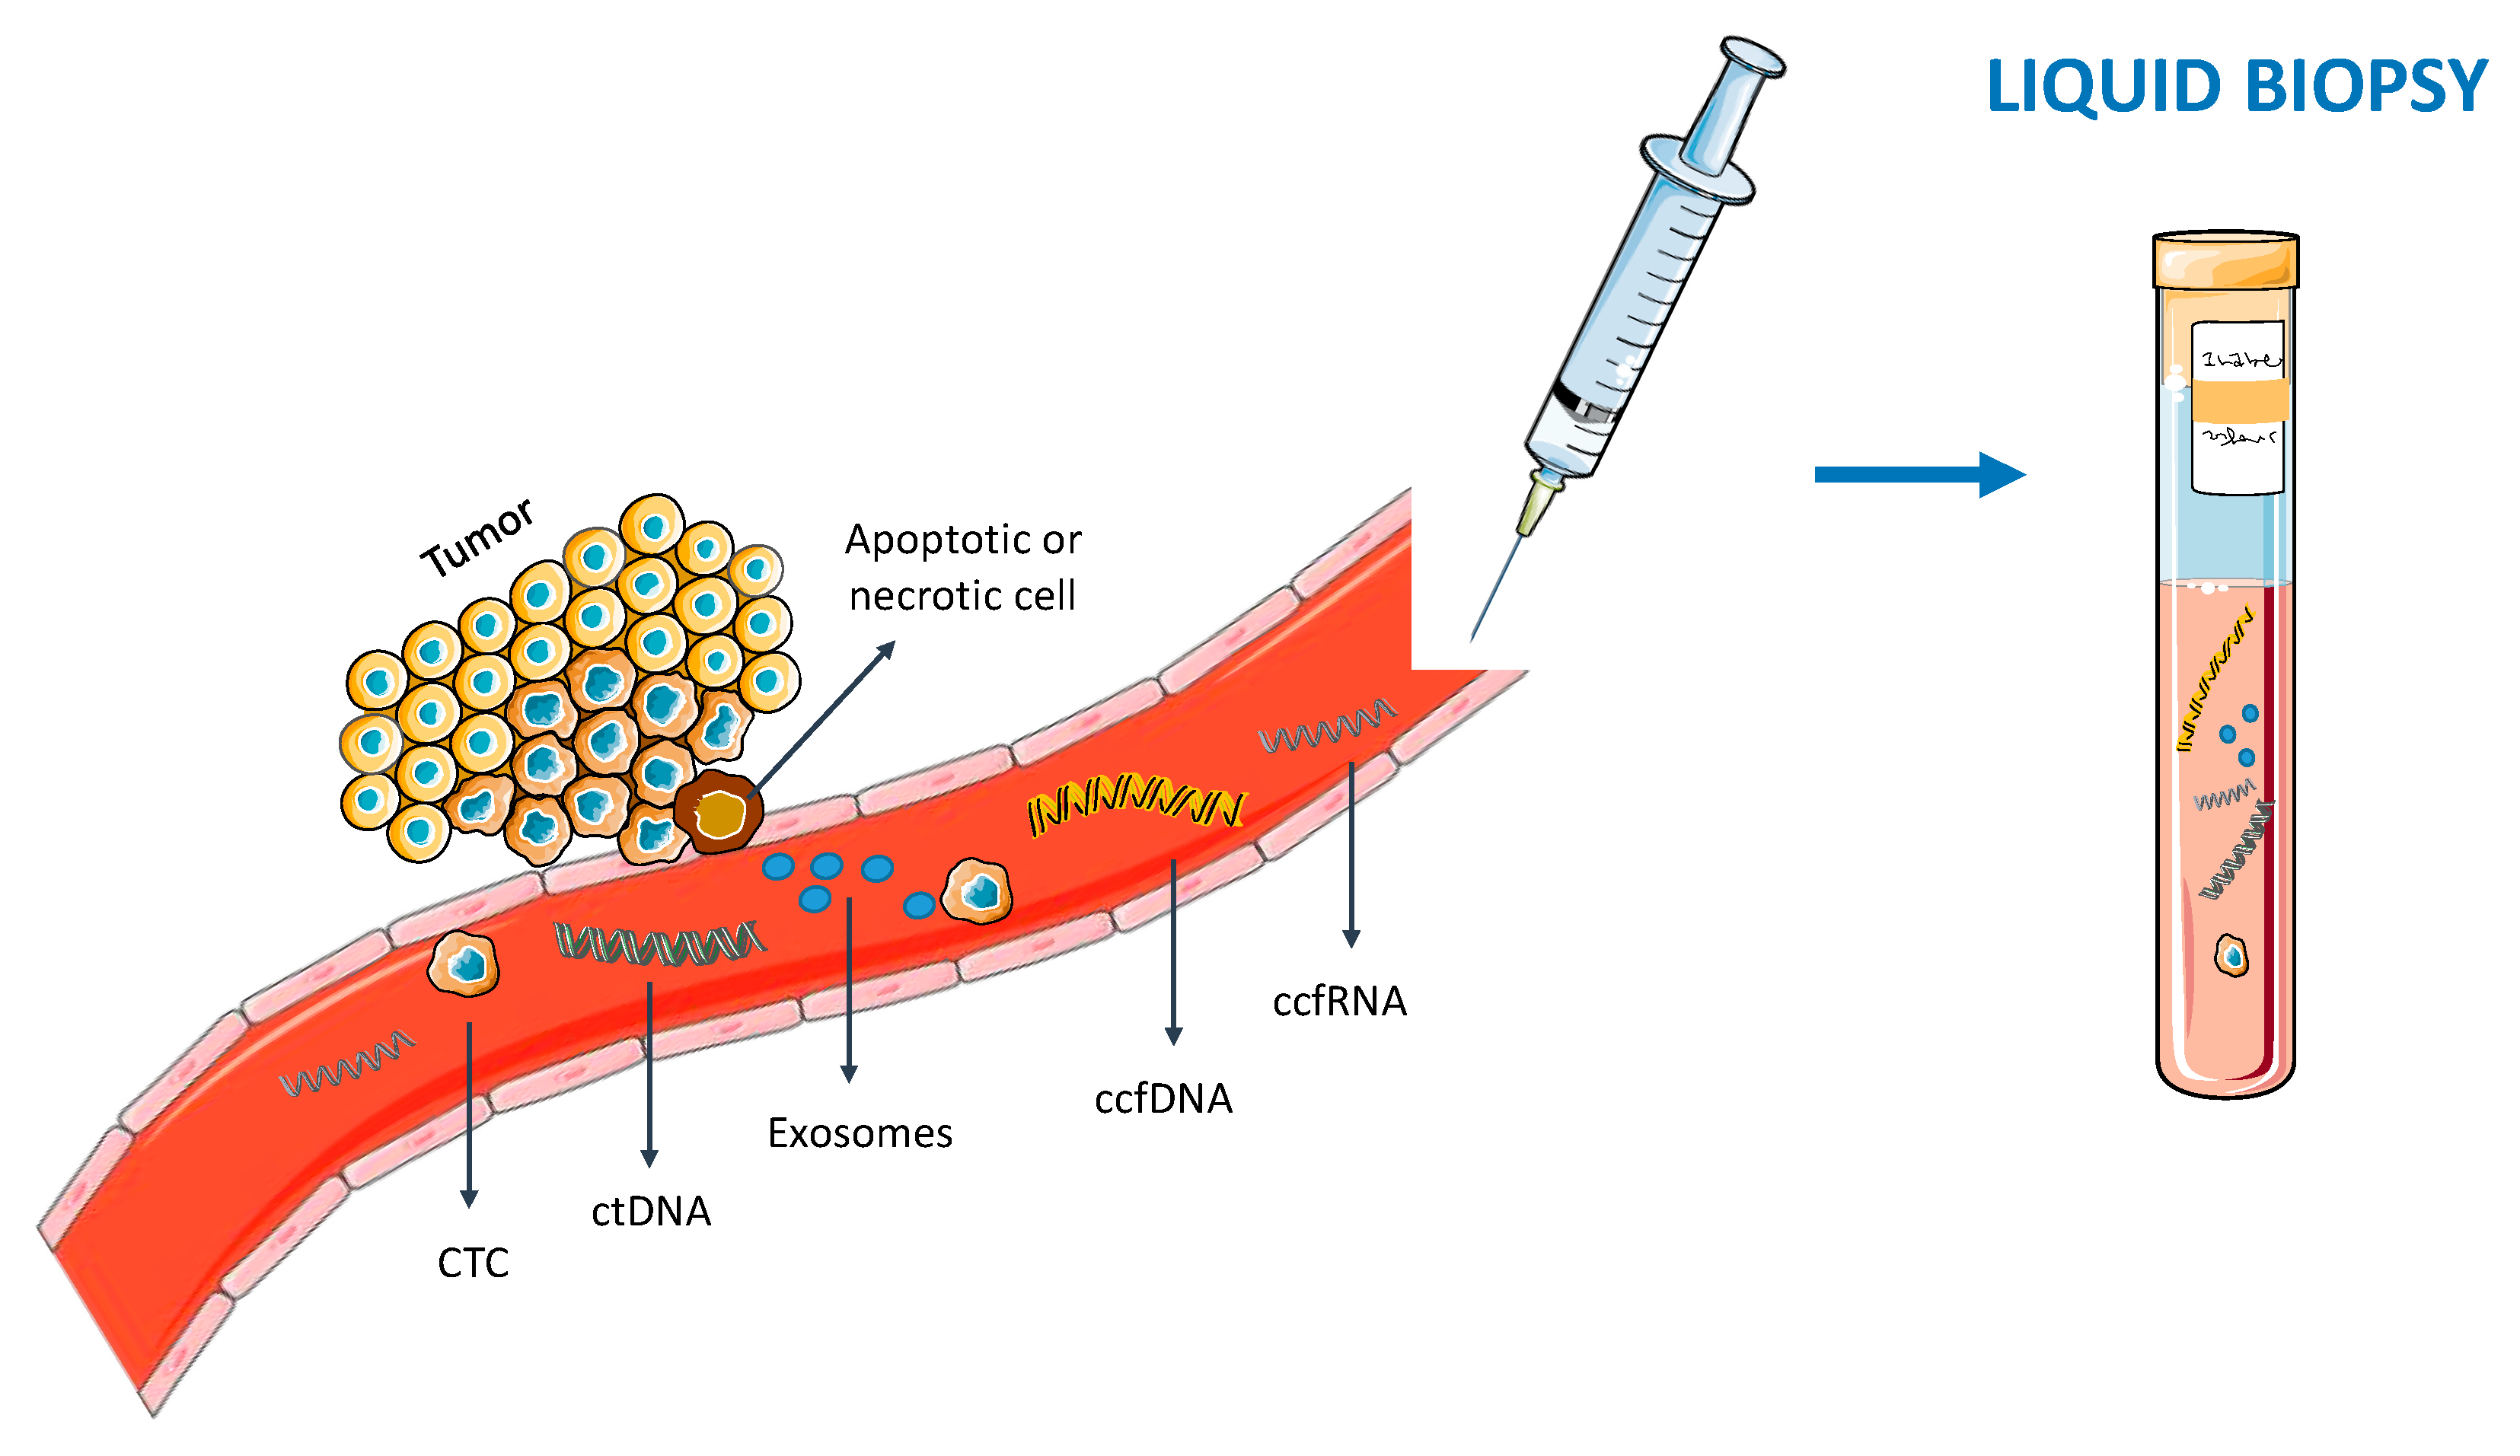 LIQUID BIOPSY
Tumor
Apoptotic or
necrotic cell
ccfRNA
ccfDNA
Exosomes
ctDNA
CTC